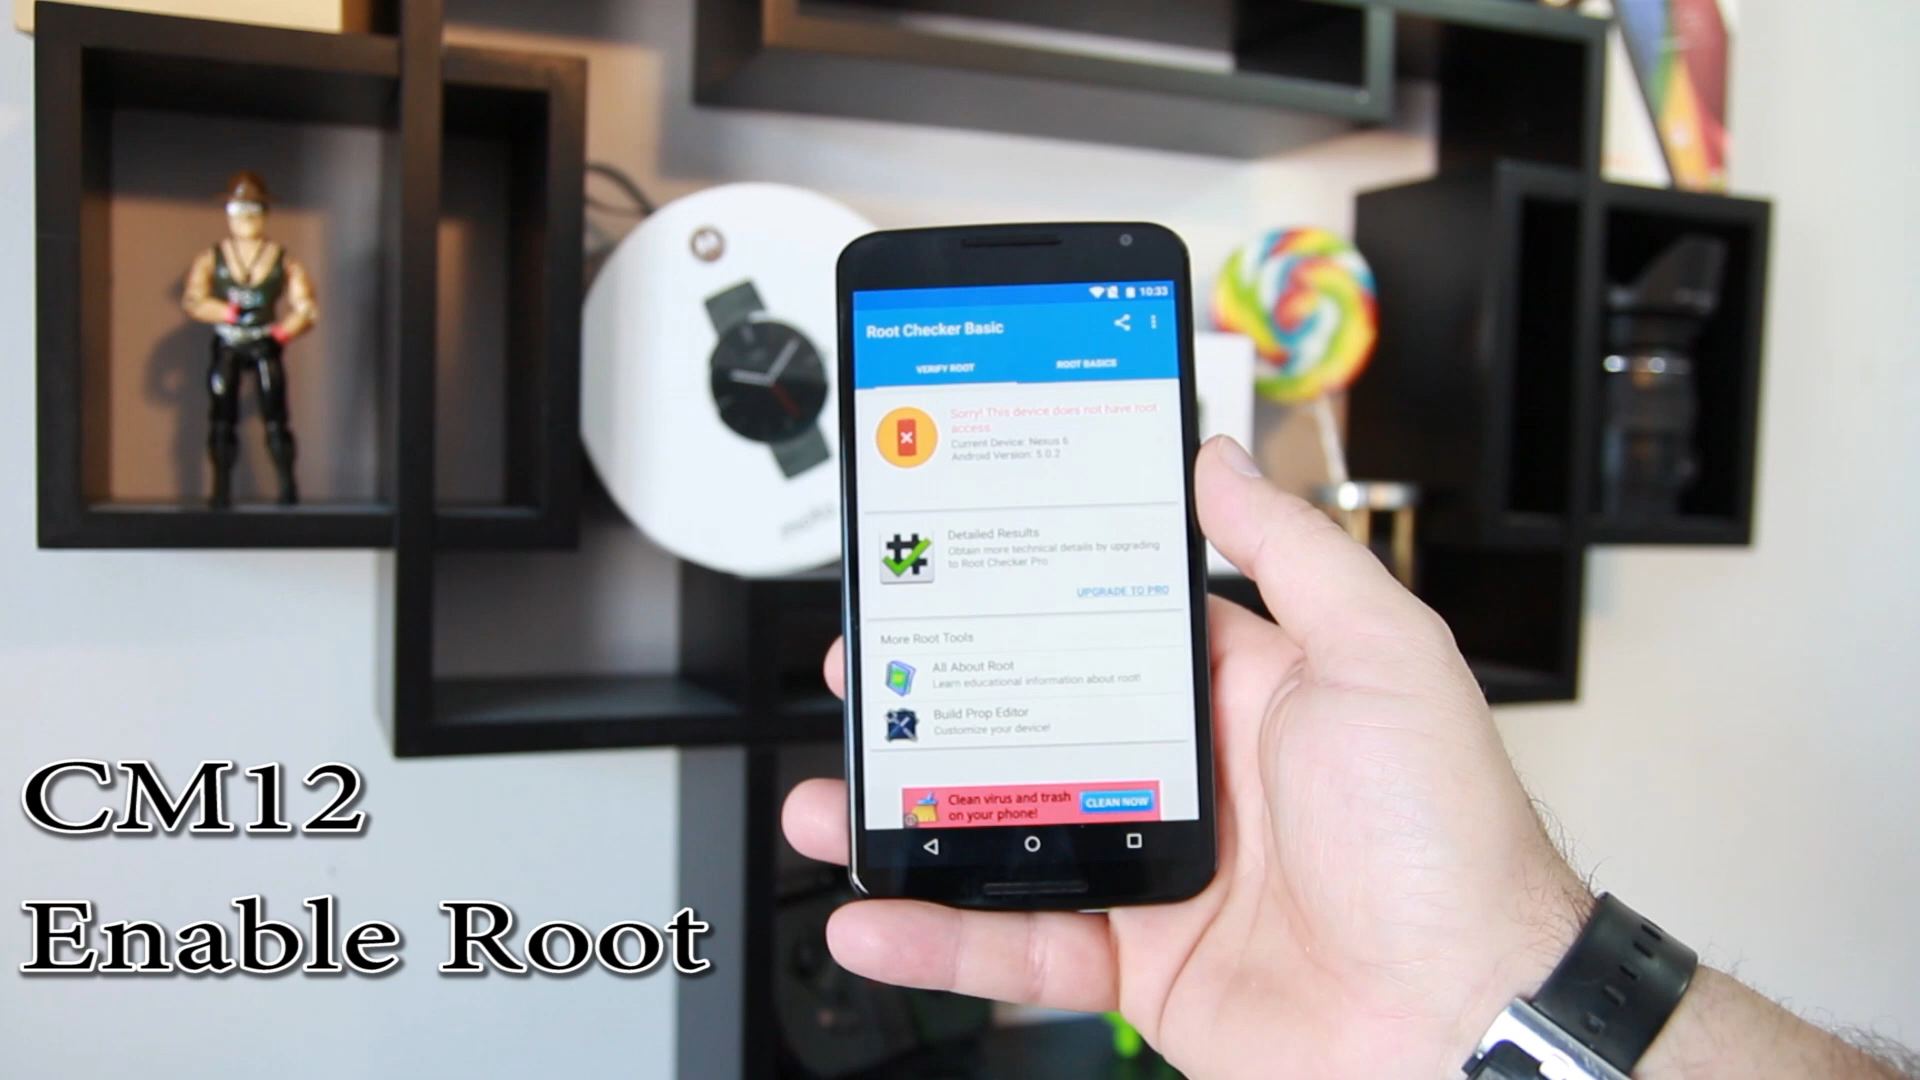 10:33
Root Checker Basic
VERIFY ROOT
ROOT BASICS
Sorry! This device does not have root
access.
Current Device: Nexus 6
Android Version: 5.0.2
Detailed Results
Obtain more technical details by upgrading
to Root Checker Pro
UPGRADE TO PRO
More Root Tools
All About Root
Learn educational information about root!
Build Prop Editor
Customize your device!
Clean virus and trash
on your phone!
CLEAN NOW
CM12
Enable Root